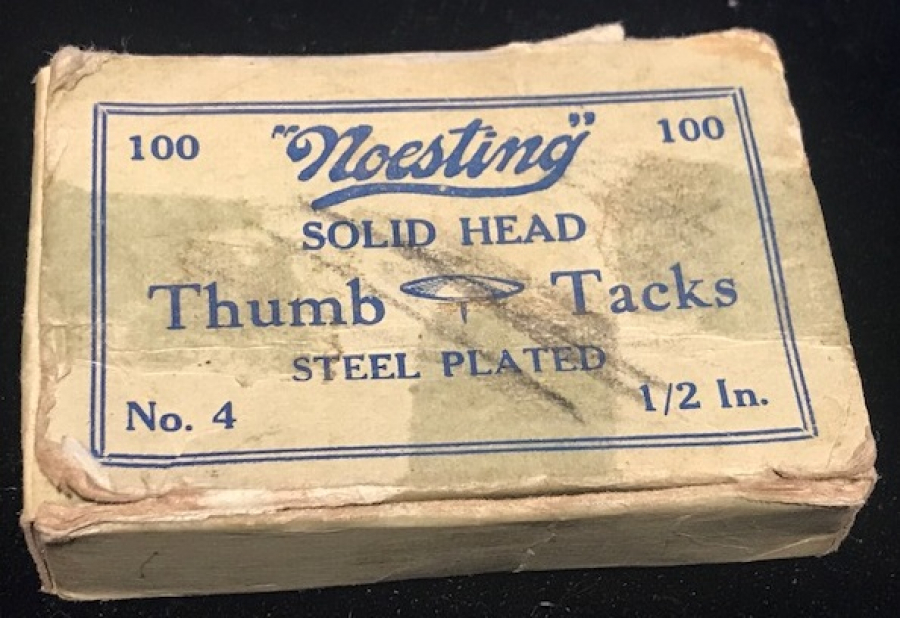 100 "Noesting" 100
SOLID HEAD
Thumb Tacks
STEEL PLATED
No. 4 1/2 In.